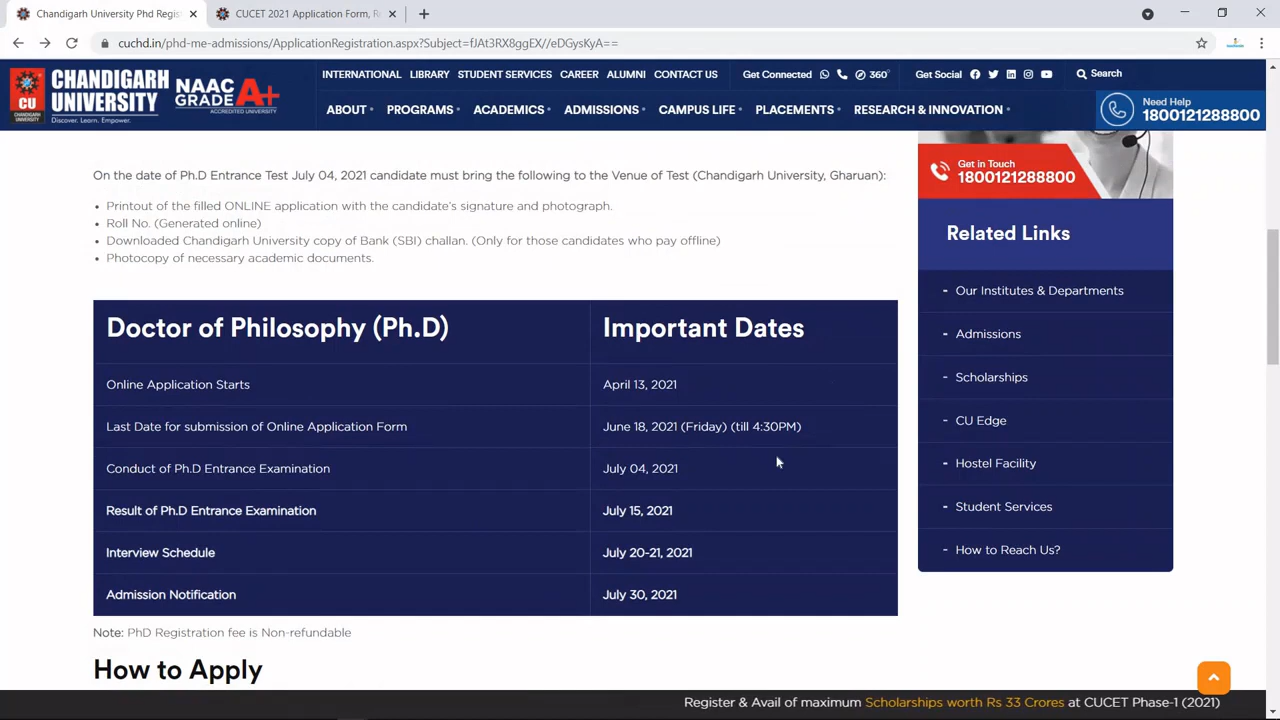 Chandigarh University Phd Regis
CUCET 2021 Application Form, R
cuchd.in/phd-me-admissions/ApplicationRegistration.aspx?Subject=fJAt3RX8ggD//eDGysKyA==
CU
CHANDIGARH UNIVERSITY
CHANDIGARH
UNIVERSITY
Discover. Learn. Empower.
NAAC
GRADE A+
ACCREDITED UNIVERSITY
INTERNATIONAL LIBRARY STUDENT SERVICES CAREER ALUMNI CONTACT US
Get Connected 360°
Get Social
Search
ABOUT PROGRAMS ACADEMICS ADMISSIONS CAMPUS LIFE PLACEMENTS RESEARCH & INNOVATION
Need Help
1800121288800
On the date of Ph.D Entrance Test July 04, 2021 candidate must bring the following to the Venue of Test (Chandigarh University, Gharuan):
• Printout of the filled ONLINE application with the candidate's signature and photograph.
• Roll No. (Generated online)
• Downloaded Chandigarh University copy of Bank (SBI) challan. (Only for those candidates who pay offline)
• Photocopy of necessary academic documents.
Doctor of Philosophy (Ph.D) Important Dates
Online Application Starts April 13, 2021
Last Date for submission of Online Application Form June 18, 2021 (Friday) (till 4:30PM)
Conduct of Ph.D Entrance Examination July 04, 2021
Result of Ph.D Entrance Examination July 15, 2021
Interview Schedule July 20-21, 2021
Admission Notification July 30, 2021
Note: PhD Registration fee is Non-refundable
How to Apply
Get in Touch
1800121288800
Related Links
- Our Institutes & Departments
- Admissions
- Scholarships
- CU Edge
- Hostel Facility
- Student Services
- How to Reach Us?
Register & Avail of maximum Scholarships worth Rs 33 Crores at CUCET Phase-1 (2021)